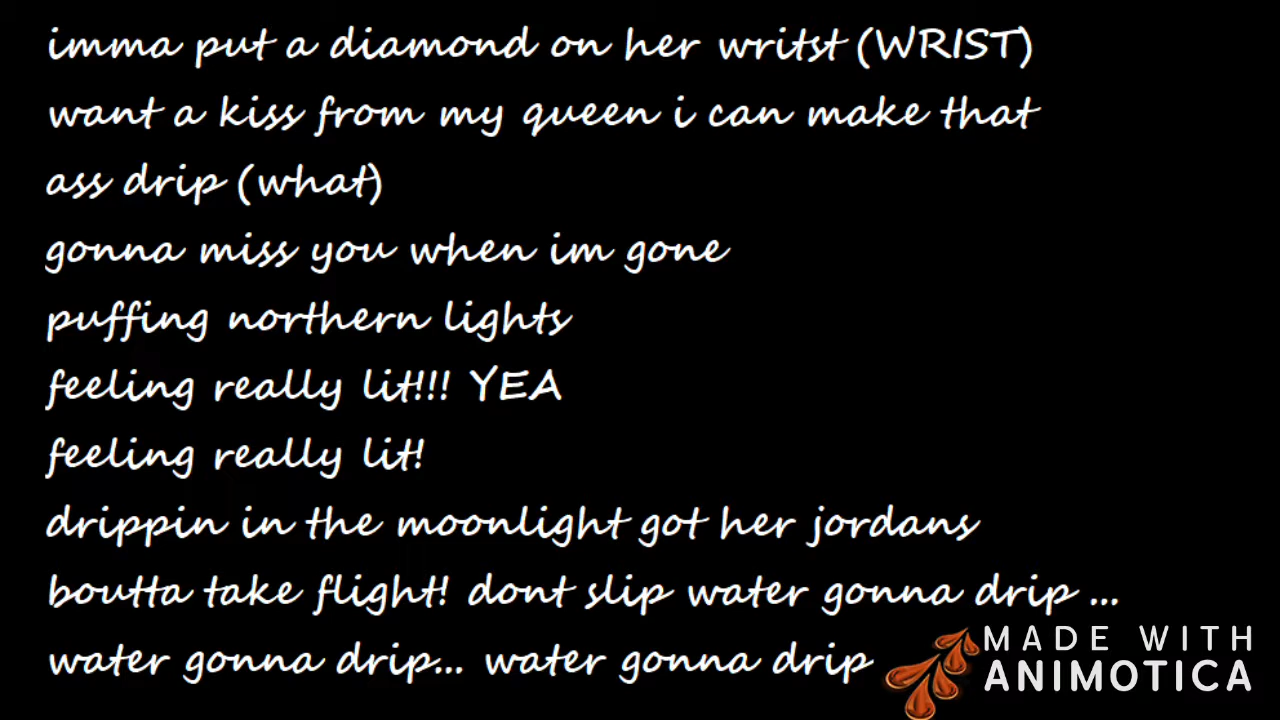 imma put a diamond on her writst (WRIST)
want a kiss from my queen i can make that
ass drip (what)
gonna miss you when im gone
puffing northern lights
feeling really lit!!! YEA
feeling really lit!
drippin in the moonlight got her jordans
boutta take flight! dont slip water gonna drip ...
water gonna drip... water gonna drip
MADE WITH
ANIMOTICA